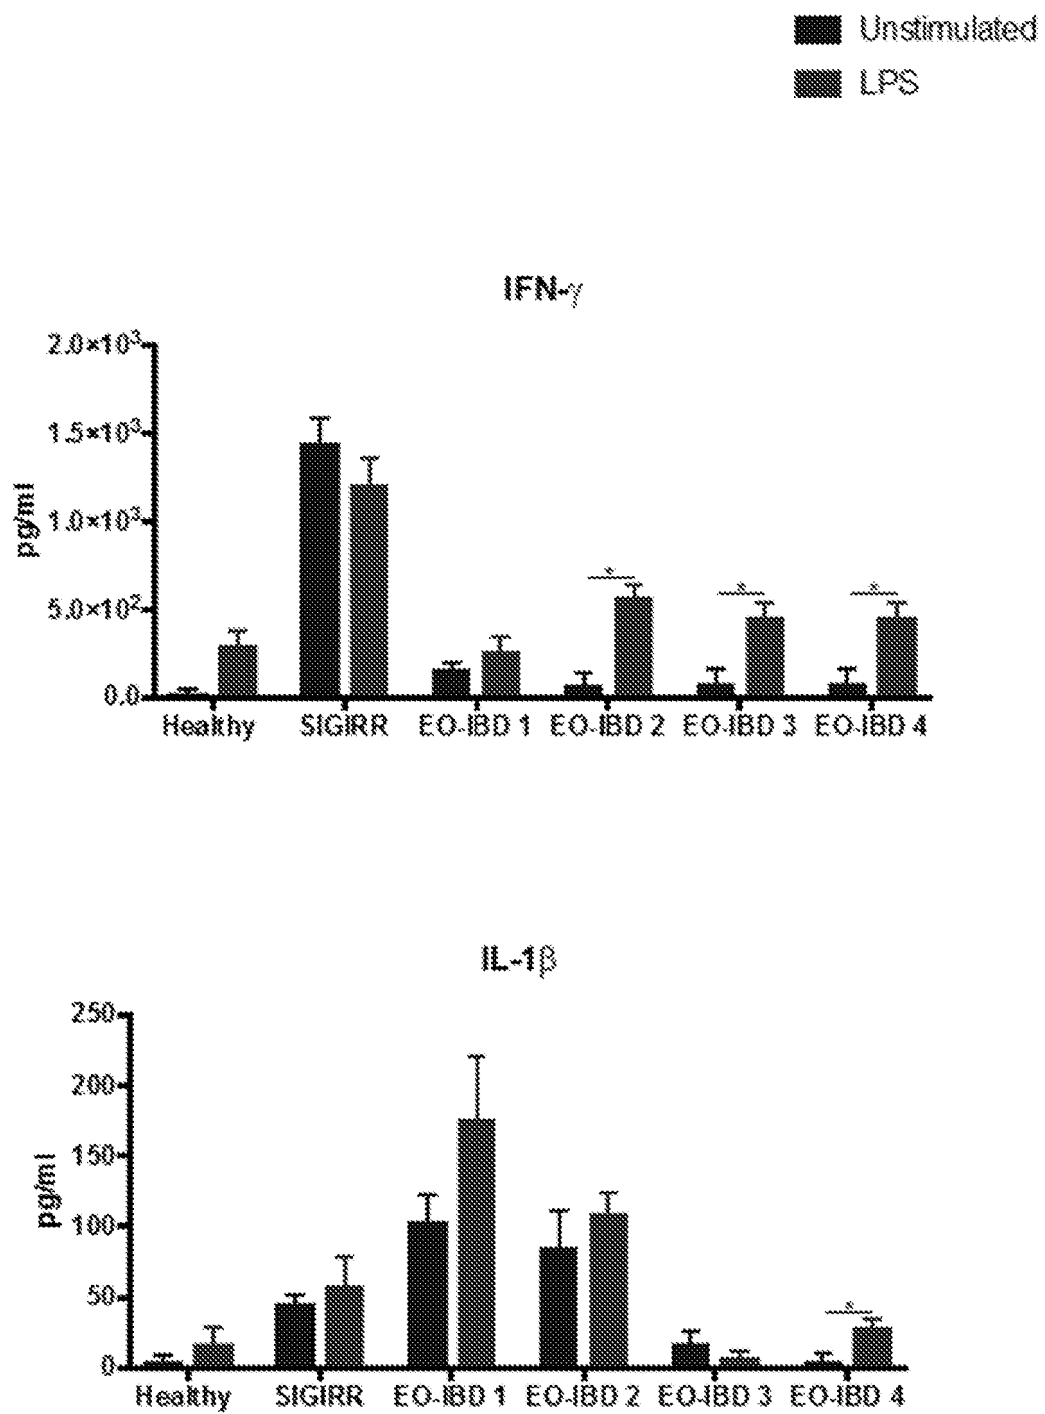 Unstimulated
LPS
IFN-γ
2.0×10³
1.5×10³
1.0×10³
5.0×10²
0.0
pg/ml
* * *
Healthy SIGIRR EO-IBD 1 EO-IBD 2 EO-IBD 3 EO-IBD 4
IL-1β
250
200
150
100
50
0
pg/ml
*
Healthy SIGIRR EO-IBD 1 EO-IBD 2 EO-IBD 3 EO-IBD 4